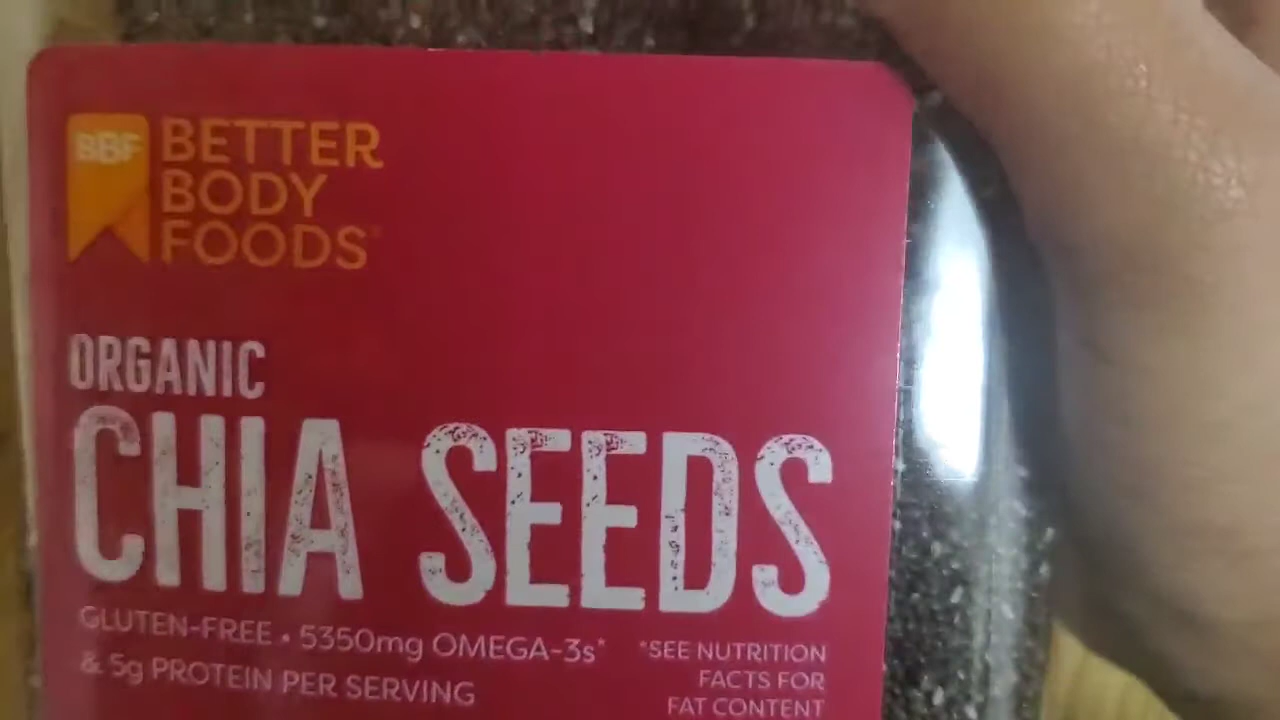 BBF
BETTER
BODY
FOODS
ORGANIC
CHIA SEEDS
GLUTEN-FREE • 5350mg OMEGA-3s*
& 5g PROTEIN PER SERVING
*SEE NUTRITION
FACTS FOR
FAT CONTENT